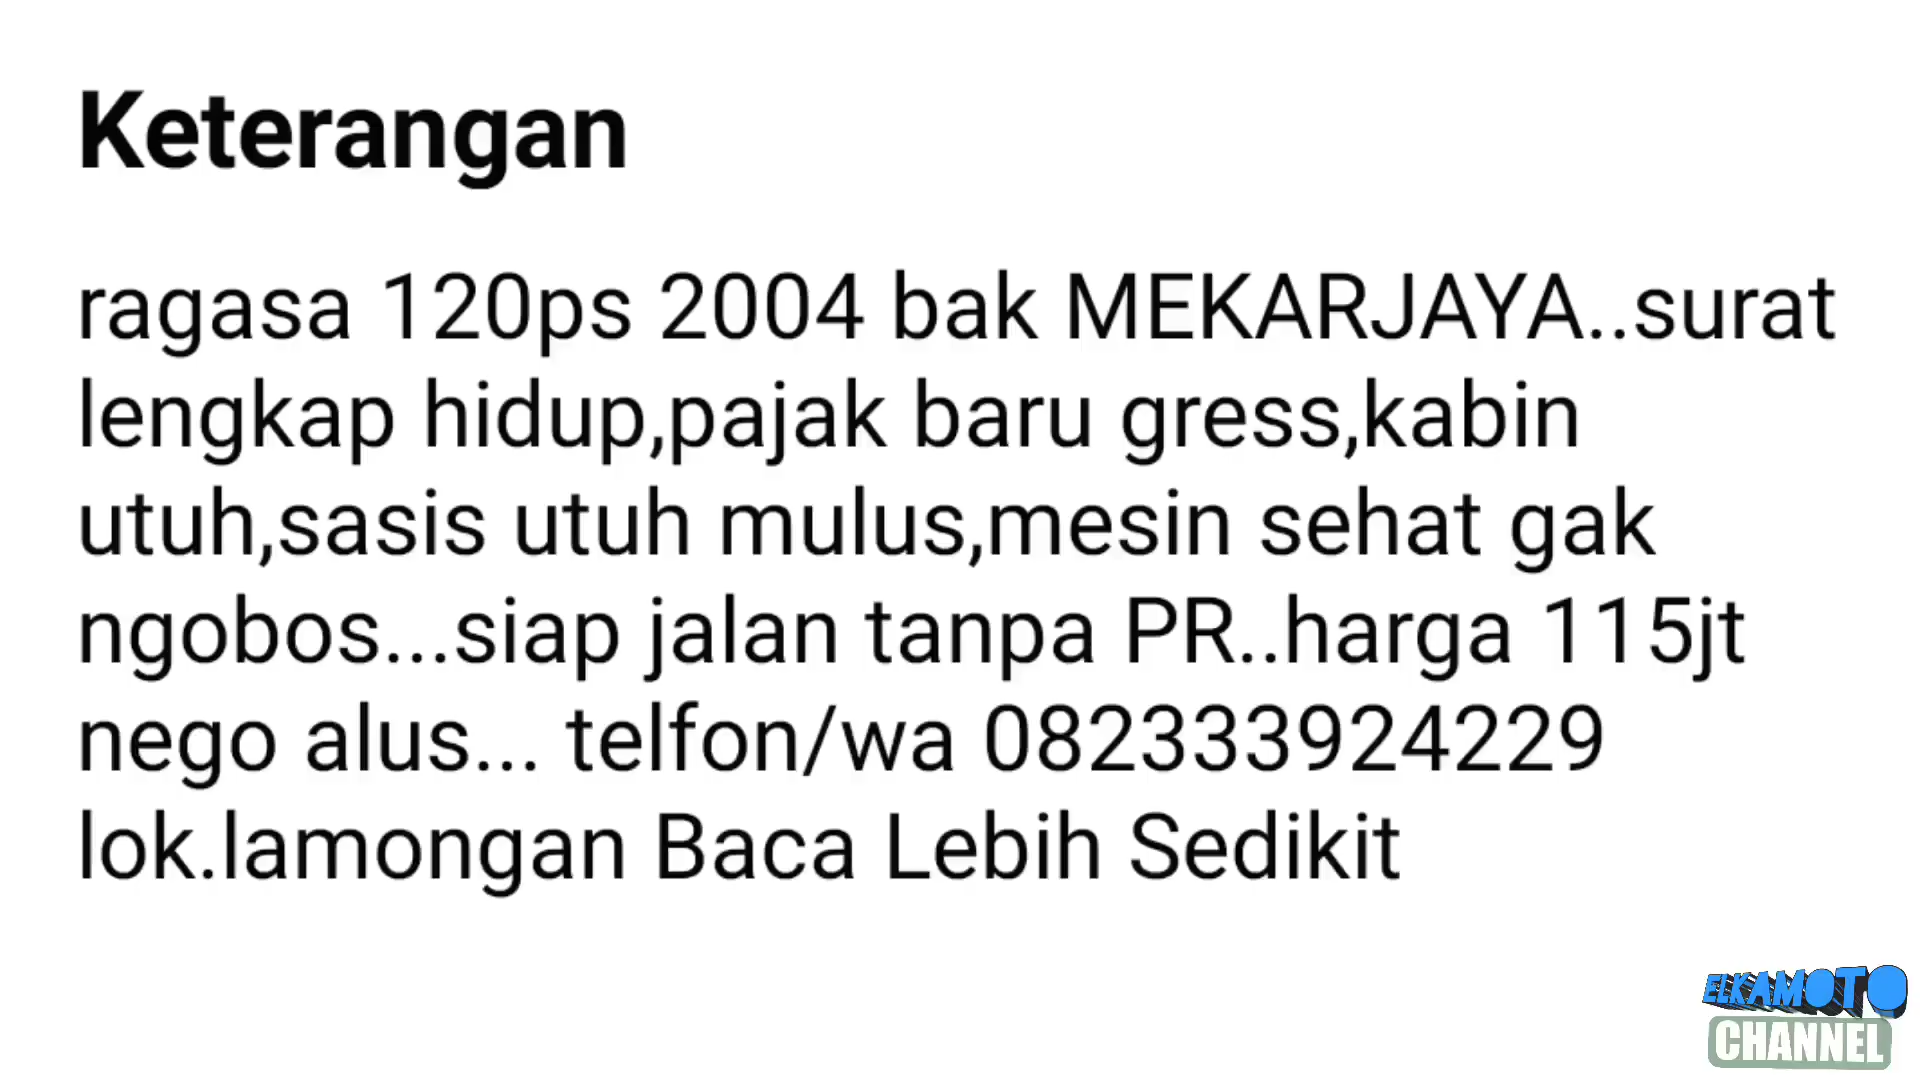 Keterangan
ragasa 120ps 2004 bak MEKARJAYA..surat
lengkap hidup,pajak baru gress,kabin
utuh,sasis utuh mulus,mesin sehat gak
ngobos...siap jalan tanpa PR..harga 115jt
nego alus... telfon/wa 082333924229
lok.lamongan Baca Lebih Sedikit
ELKAMOTO
CHANNEL